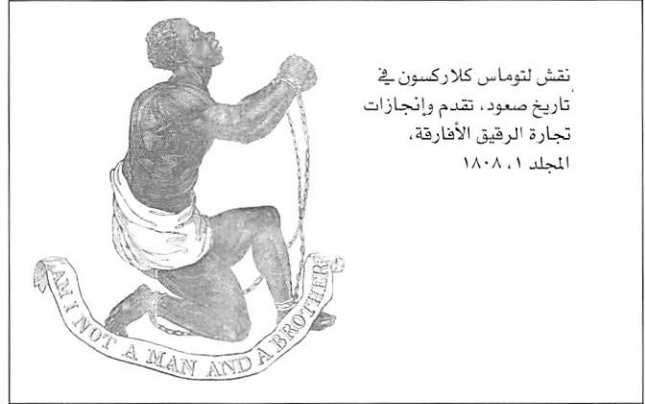 نقش لتوماس كلاركسون في
تاريخ صعود، تقدم وإنجازات
تجارة الرقيق الأفارقة،
المجلد ١، ١٨٠٨
AM I NOT A MAN AND A BROTHER